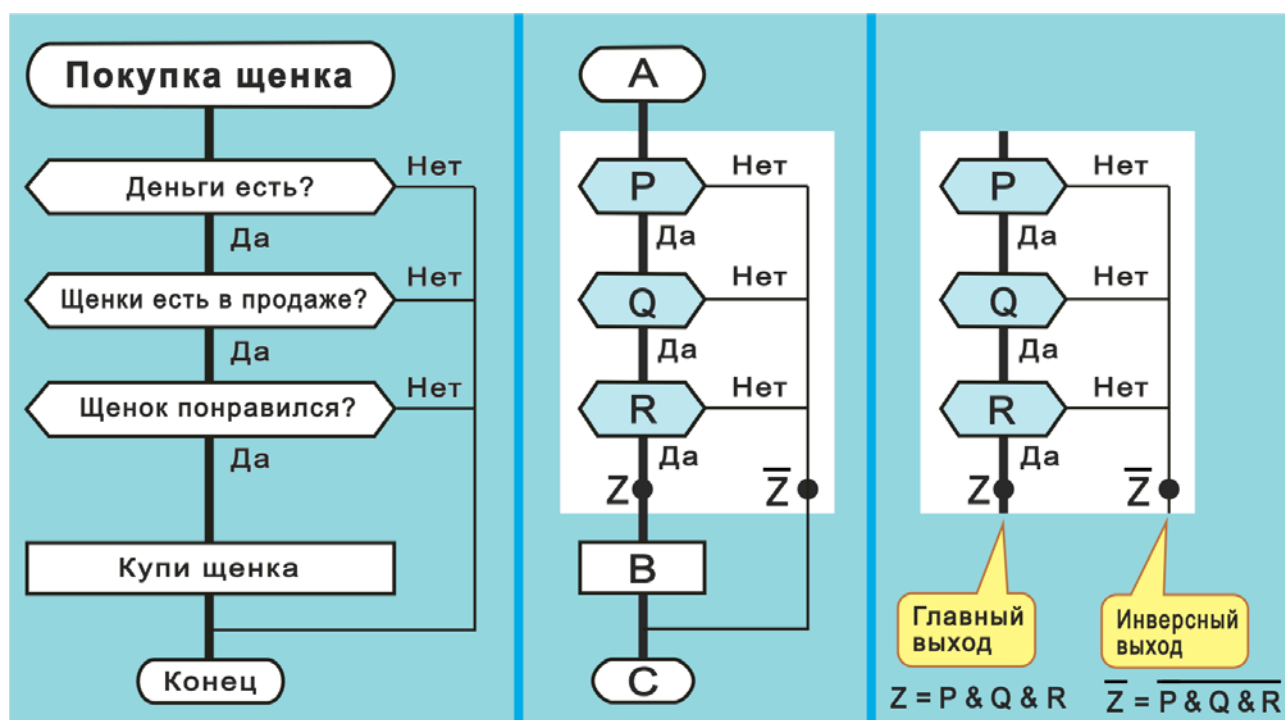 Покупка щенка
Деньги есть?
Нет
Да
Щенки есть в продаже?
Нет
Да
Щенок понравился?
Нет
Да
Купи щенка
Конец
A
P
Нет
Да
Q
Нет
Да
R
Нет
Да
Z
Z̅
B
C
P
Нет
Да
Q
Нет
Да
R
Нет
Да
Z
Z̅
Главный
выход
Инверсный
выход
Z = P & Q & R
Z̅ = P̅ ̅&̅ ̅Q̅ ̅&̅ ̅R̅